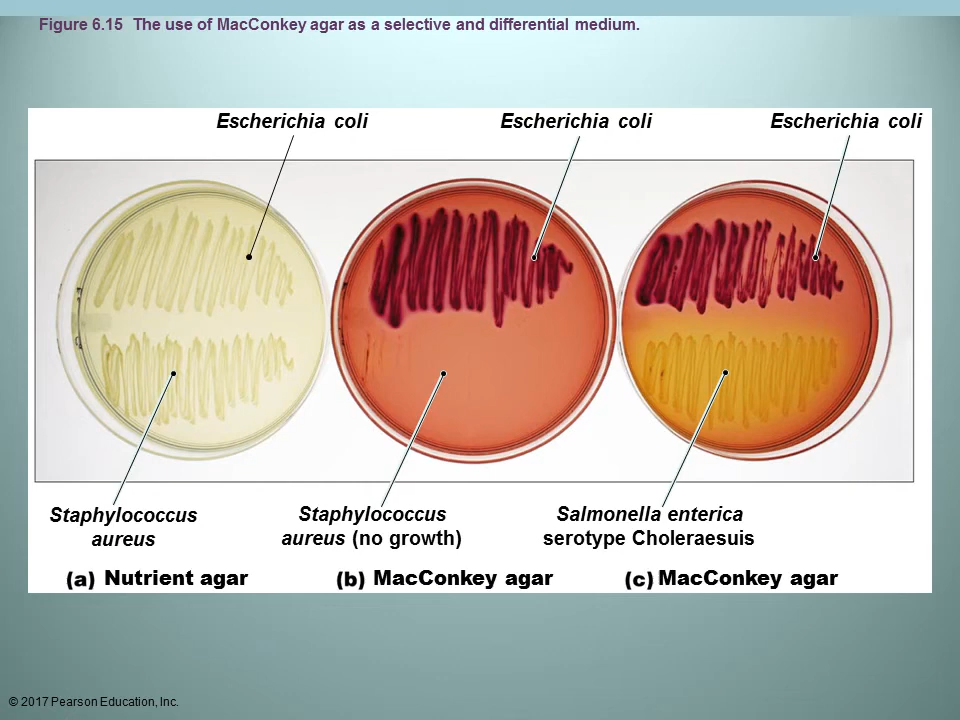 Figure 6.15 The use of MacConkey agar as a selective and differential medium.
Escherichia coli
Escherichia coli
Escherichia coli
Staphylococcus
aureus
Staphylococcus
aureus (no growth)
Salmonella enterica
serotype Choleraesuis
(a) Nutrient agar
(b) MacConkey agar
(c) MacConkey agar
© 2017 Pearson Education, Inc.